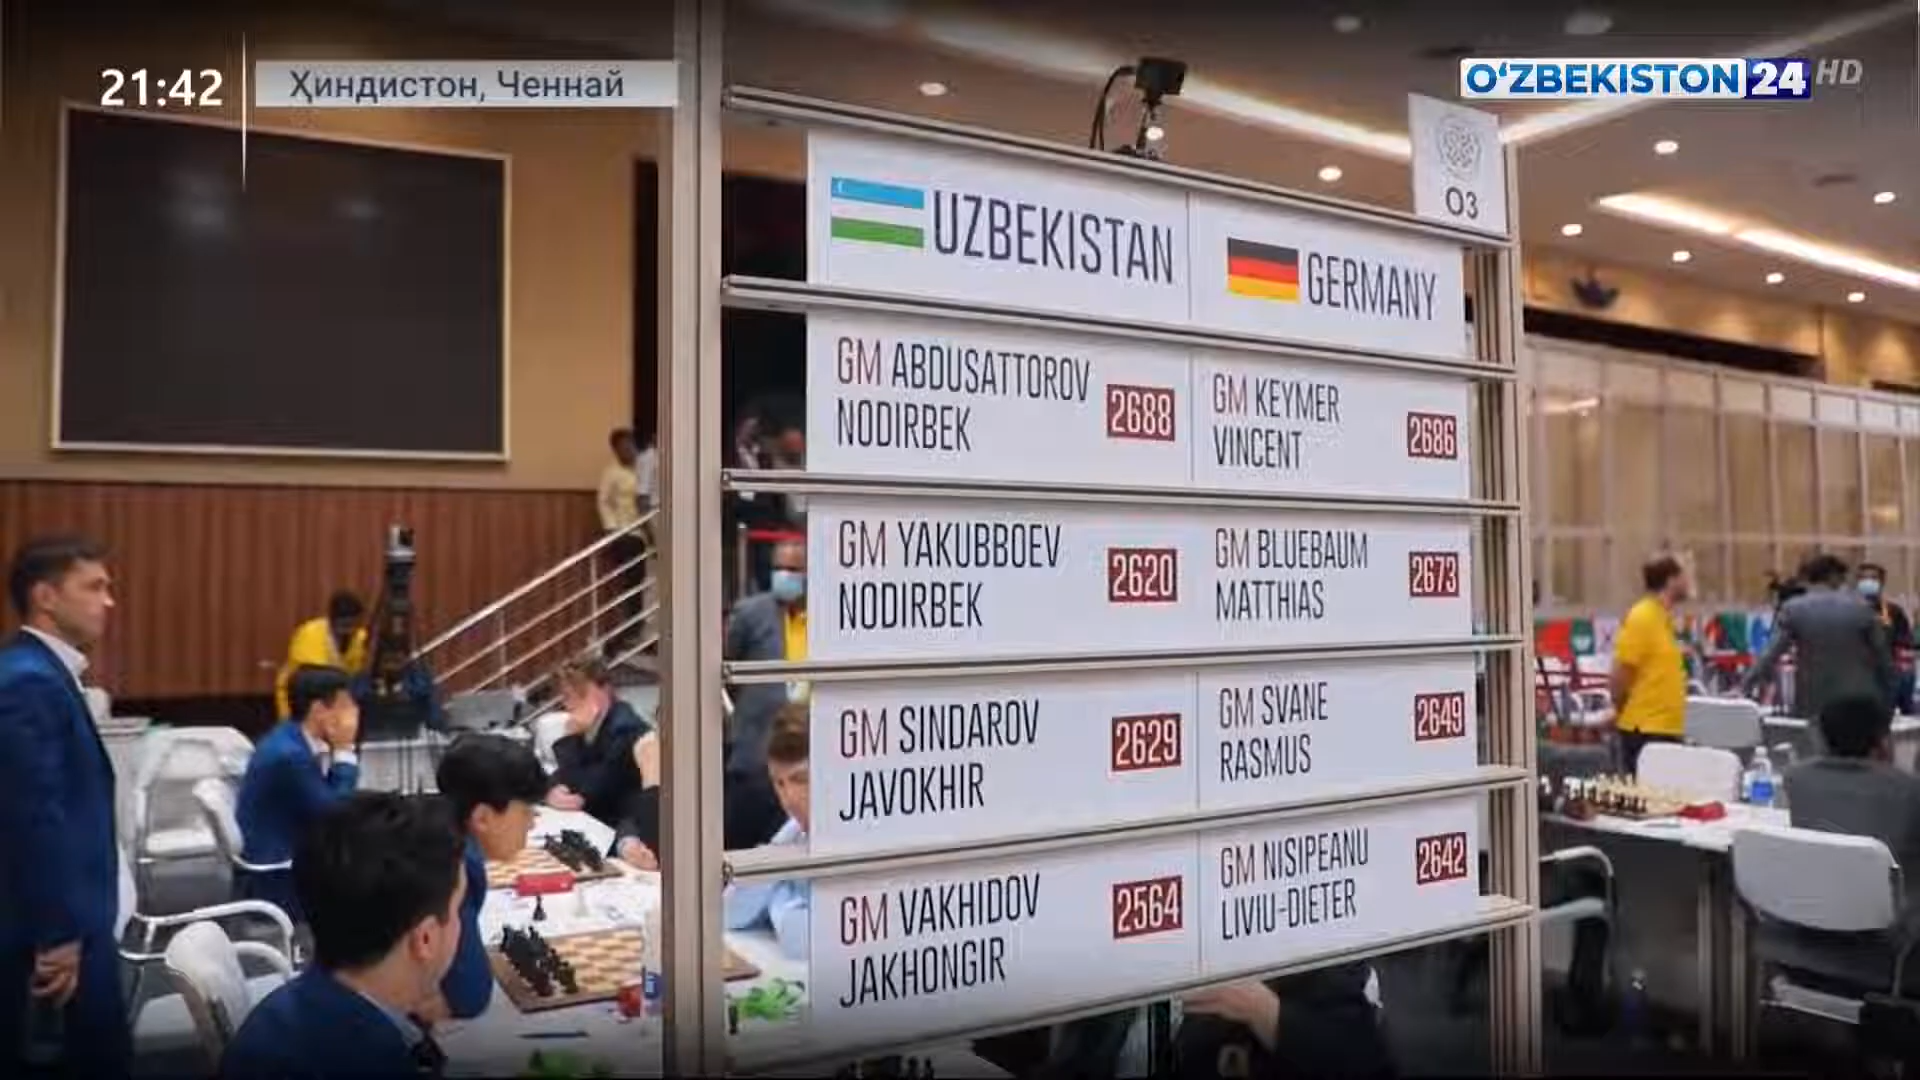 21:42
Ҳиндистон, Ченнай
O‘ZBEKISTON 24 HD
O3
UZBEKISTAN
GERMANY
GM ABDUSATTOROV
NODIRBEK
2688
GM KEYMER
VINCENT
2686
GM YAKUBBOEV
NODIRBEK
2620
GM BLUEBAUM
MATTHIAS
2673
GM SINDAROV
JAVOKHIR
2629
GM SVANE
RASMUS
2649
GM VAKHIDOV
JAKHONGIR
2564
GM NISIPEANU
LIVIU-DIETER
2642